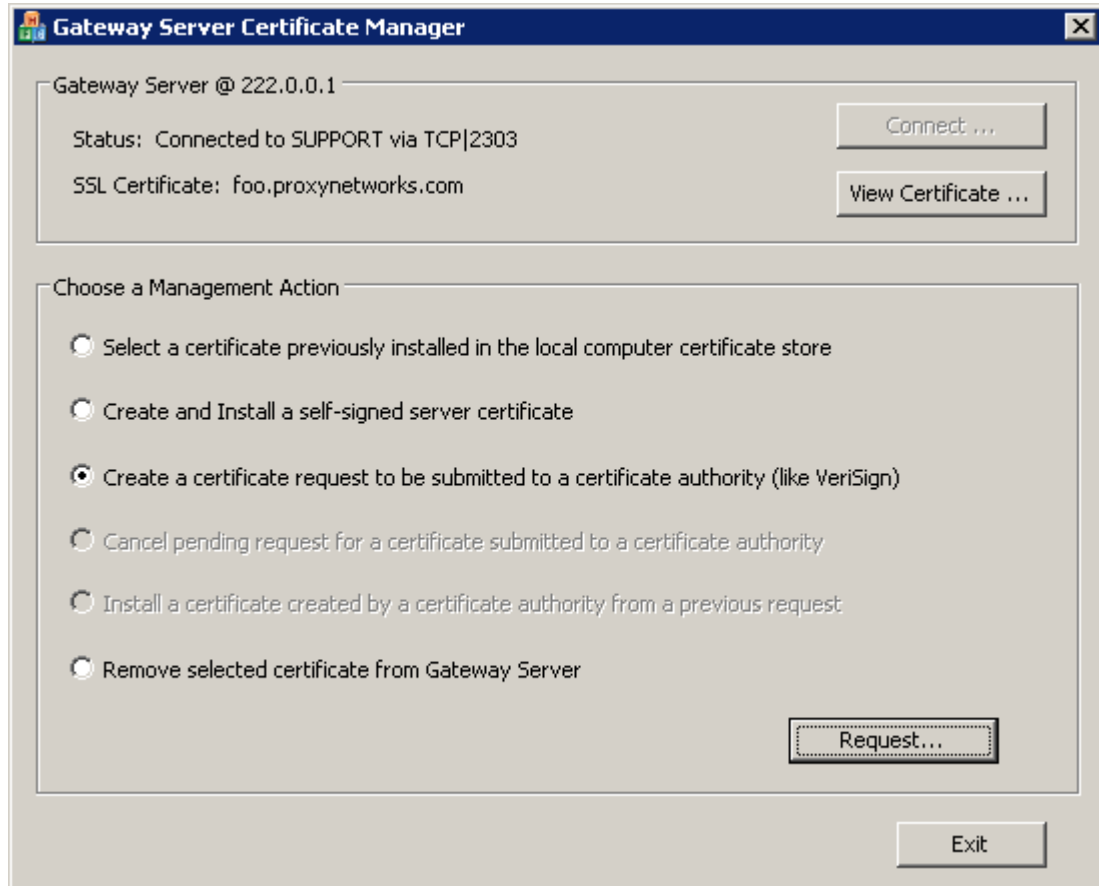 Gateway Server Certificate Manager
Gateway Server @ 222.0.0.1
Connect ...
Status: Connected to SUPPORT via TCP|2303
SSL Certificate: foo.proxynetworks.com
View Certificate ...
Choose a Management Action
Select a certificate previously installed in the local computer certificate store
Create and Install a self-signed server certificate
Create a certificate request to be submitted to a certificate authority (like VeriSign)
Cancel pending request for a certificate submitted to a certificate authority
Install a certificate created by a certificate authority from a previous request
Remove selected certificate from Gateway Server
Request...
Exit